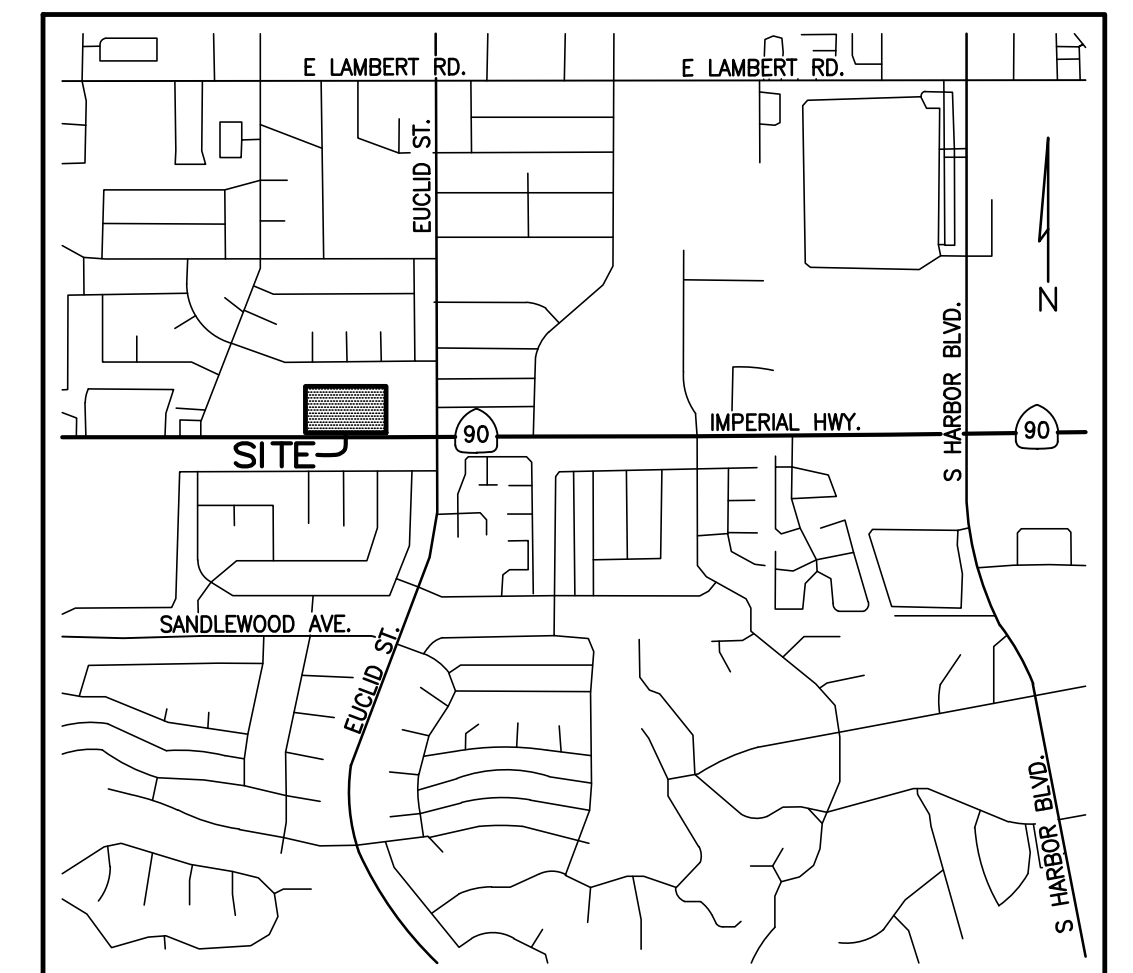 E LAMBERT RD.
E LAMBERT RD.
EUCLID ST.
N
S HARBOR BLVD.
IMPERIAL HWY.
90
90
SITE
SANDLEWOOD AVE.
EUCLID ST.
S HARBOR BLVD.